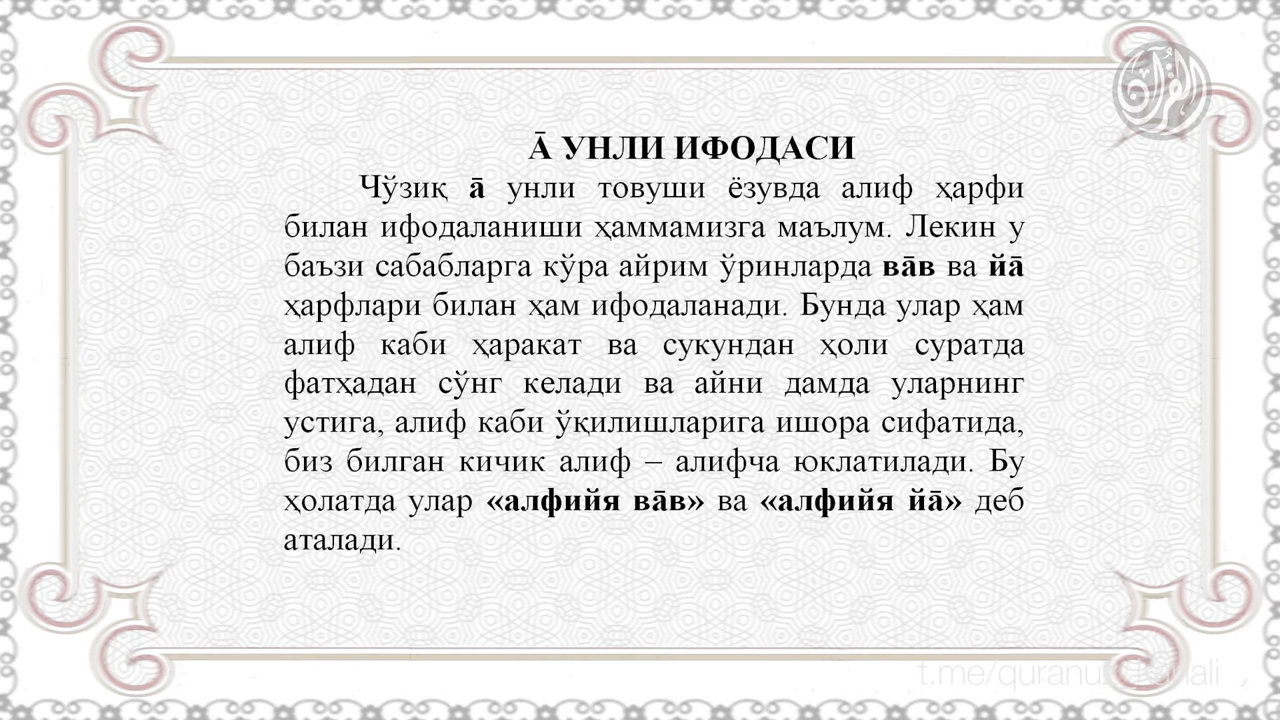 Ā УНЛИ ИФОДАСИ
Чўзиқ ā унли товуши ёзувда алиф ҳарфи
билан ифодаланиши ҳаммамизга маълум. Лекин у
баъзи сабабларга кўра айрим ўринларда вāв ва йā
ҳарфлари билан ҳам ифодаланади. Бунда улар ҳам
алиф каби ҳаракат ва сукундан ҳоли суратда
фатҳадан сўнг келади ва айни дамда уларнинг
устига, алиф каби ўқилишларига ишора сифатида,
биз билган кичик алиф – алифча юклатилади. Бу
ҳолатда улар «алфийя вāв» ва «алфийя йā» деб
аталади.
القرآن